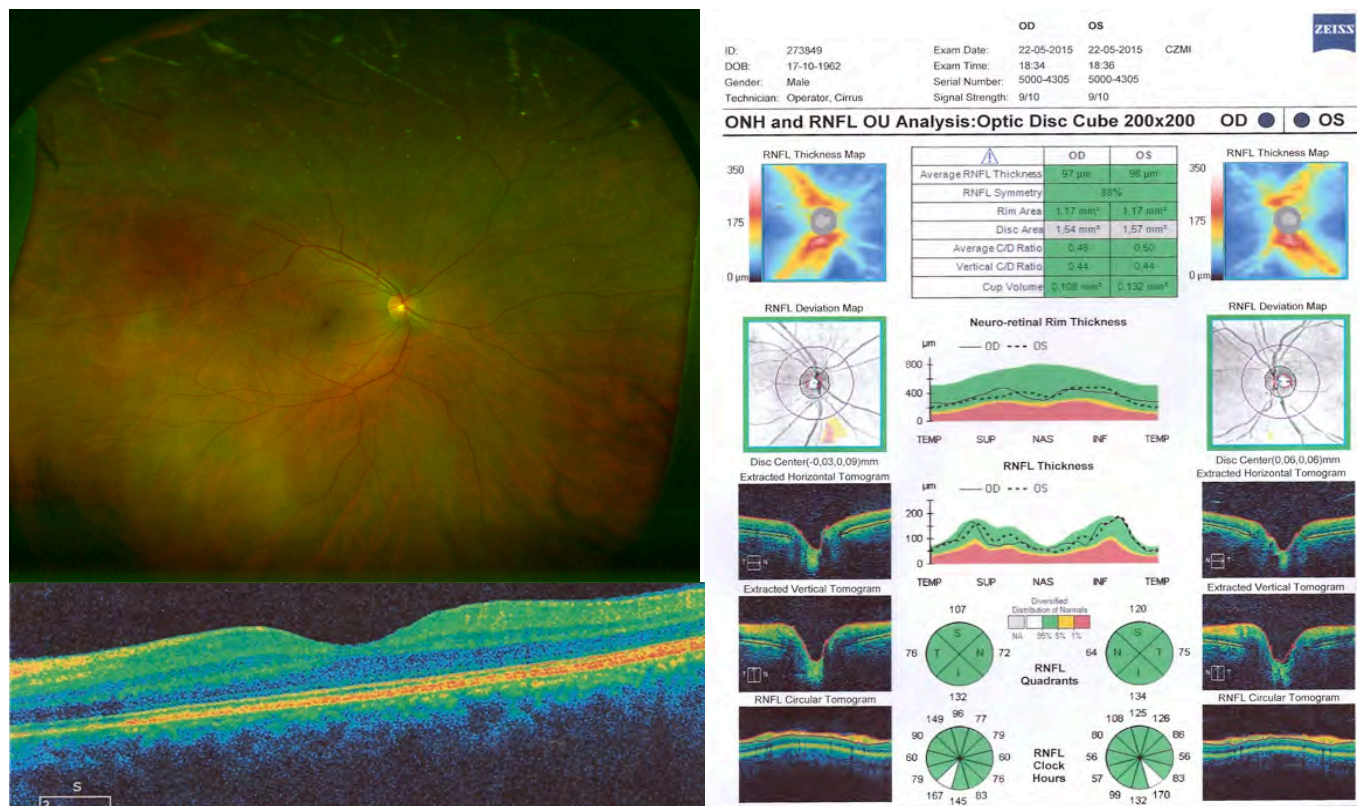 OD OS
ZEISS
ID: 273849 Exam Date: 22-05-2015 22-05-2015 CZMI
DOB: 17-10-1962 Exam Time: 18:34 18:36
Gender: Male Serial Number: 5000-4305 5000-4305
Technician: Operator, Cirrus Signal Strength: 9/10 9/10
ONH and RNFL OU Analysis:Optic Disc Cube 200x200 OD OS
RNFL Thickness Map
350
175
0 µm
OD OS
Average RNFL Thickness 97 µm 96 µm
RNFL Symmetry 88%
Rim Area 1,17 mm² 1,17 mm²
Disc Area 1,54 mm² 1,57 mm²
Average C/D Ratio 0,48 0,50
Vertical C/D Ratio 0,44 0,44
Cup Volume 0,108 mm³ 0,132 mm³
RNFL Thickness Map
350
175
0 µm
RNFL Deviation Map
Disc Center(-0,03,0,09)mm
Neuro-retinal Rim Thickness
µm OD OS
800
400
0
TEMP SUP NAS INF TEMP
RNFL Deviation Map
Disc Center(0,06,0,06)mm
Extracted Horizontal Tomogram
T N
RNFL Thickness
µm OD OS
200
100
0
TEMP SUP NAS INF TEMP
Extracted Horizontal Tomogram
N T
Extracted Vertical Tomogram
Diversified
Distribution of Normals
NA 95% 5% 1%
Extracted Vertical Tomogram
107
S
76 T N 72
I
132
RNFL
Quadrants
120
S
64 N T 75
I
134
RNFL Circular Tomogram
RNFL Circular Tomogram
96
149 77
90 79
60 60
79 76
167 83
145
RNFL
Clock
Hours
125
108 126
80 86
56 56
57 83
99 170
132
S